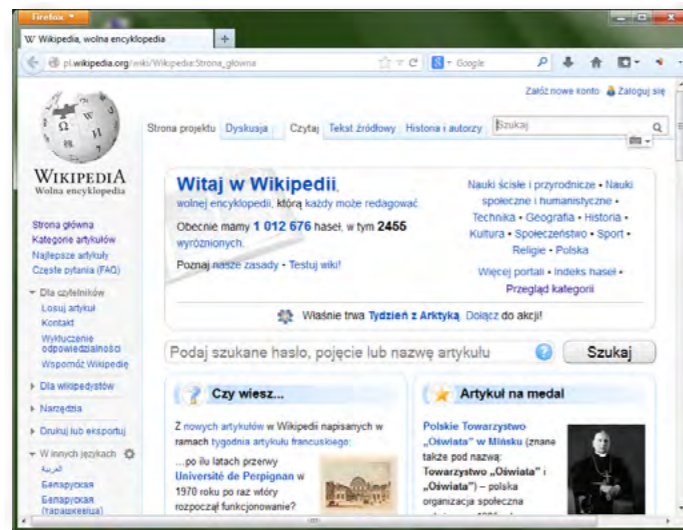 Firefox
Wikipedia, wolna encyklopedia
pl.wikipedia.org/wiki/Wikipedia:Strona_główna
Google
Załóż nowe konto Zaloguj się
Strona projektu Dyskusja Czytaj Tekst źródłowy Historia i autorzy Szukaj
WIKIPEDIA
Wolna encyklopedia
Strona główna
Kategorie artykułów
Najlepsze artykuły
Częste pytania (FAQ)
Dla czytelników
Losuj artykuł
Kontakt
Wykluczenie
odpowiedzialności
Wspomóż Wikipedię
Dla wikipedystów
Narzędzia
Drukuj lub eksportuj
W innych językach
العربية
Беларуская
Беларуская
(тарашкевіца)
Witaj w Wikipedii,
wolnej encyklopedii, którą każdy może redagować.
Obecnie mamy 1 012 676 haseł, w tym 2455
wyróżnionych.
Poznaj nasze zasady • Testuj wiki!
Nauki ścisłe i przyrodnicze • Nauki
społeczne i humanistyczne •
Technika • Geografia • Historia •
Kultura • Społeczeństwo • Sport •
Religie • Polska
Więcej portali • Indeks haseł •
Przegląd kategorii
Właśnie trwa Tydzień z Arktyką. Dołącz do akcji!
Podaj szukane hasło, pojęcie lub nazwę artykułu
Szukaj
Czy wiesz...
Z nowych artykułów w Wikipedii napisanych w
ramach tygodnia artykułu francuskiego:
...po ilu latach przerwy
Université de Perpignan w
1970 roku po raz wtóry
rozpoczął funkcjonowanie?
Artykuł na medal
Polskie Towarzystwo
„Oświata” w Mińsku (znane
także pod nazwą:
Towarzystwo „Oświata” i
„Oświata”) – polska
organizacja społeczna